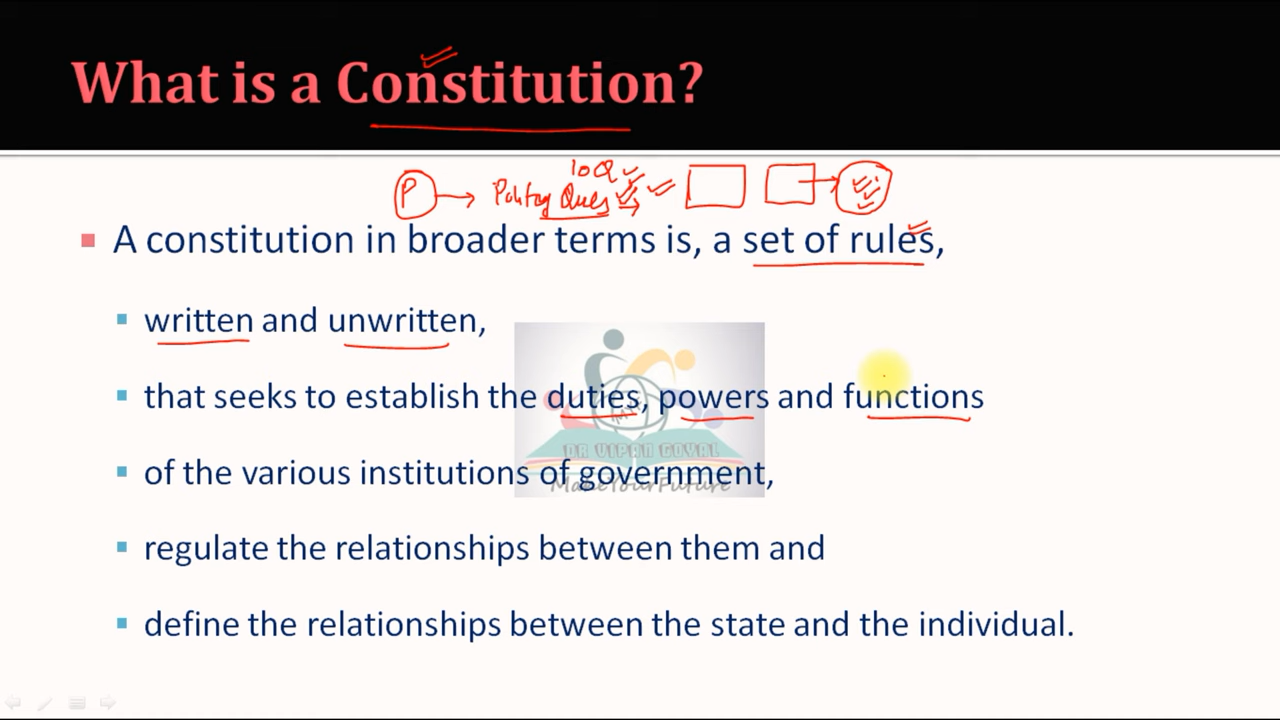 What is a Constitution?
10Q
P → Ques
A constitution in broader terms is, a set of rules,
written and unwritten,
that seeks to establish the duties, powers and functions
of the various institutions of government,
DR VIPAN GOYAL
MakeYourFuture
regulate the relationships between them and
define the relationships between the state and the individual.